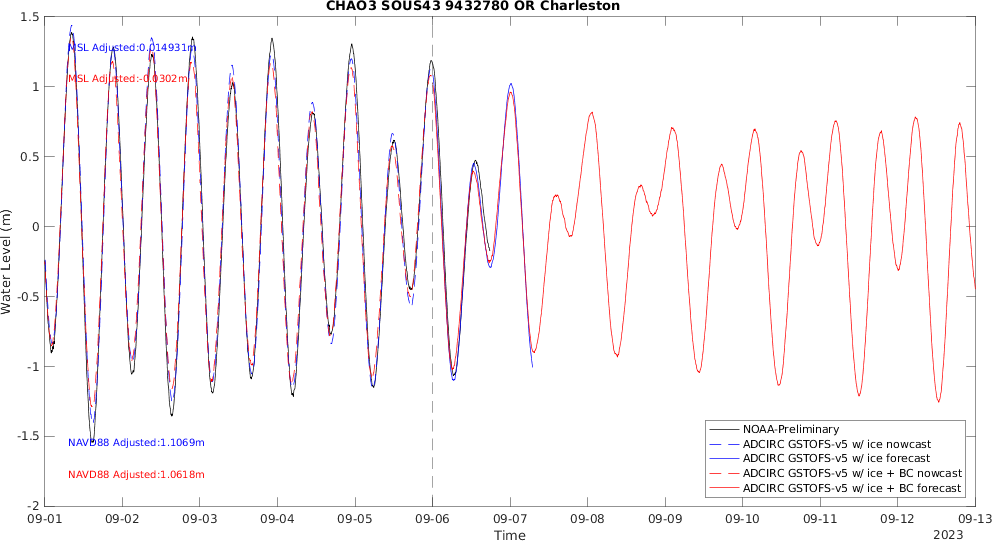 CHAO3 SOUS43 9432780 OR Charleston
1.5
1
0.5
0
-0.5
-1
-1.5
-2
Water Level (m)
MSL Adjusted:0.014931m
MSL Adjusted:-0.0302m
NAVD88 Adjusted:1.1069m
NAVD88 Adjusted:1.0618m
NOAA-Preliminary
ADCIRC GSTOFS-v5 w/ ice nowcast
ADCIRC GSTOFS-v5 w/ ice forecast
ADCIRC GSTOFS-v5 w/ ice + BC nowcast
ADCIRC GSTOFS-v5 w/ ice + BC forecast
09-01 09-02 09-03 09-04 09-05 09-06 09-07 09-08 09-09 09-10 09-11 09-12 09-13
Time
2023